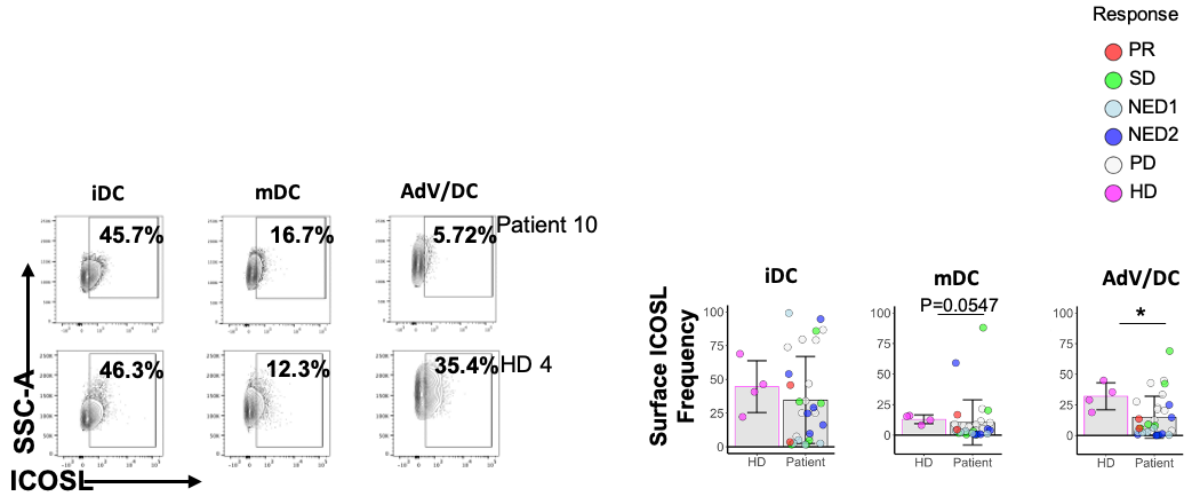 Response
PR
SD
NED1
NED2
PD
HD
iDC mDC AdV/DC
45.7% 16.7% 5.72% Patient 10
46.3% 12.3% 35.4% HD 4
SSC-A
ICOSL
iDC mDC AdV/DC
P=0.0547 *
Surface ICOSL
Frequency
100 100 100
75 75 75
50 50 50
25 25 25
0 0 0
HD Patient HD Patient HD Patient